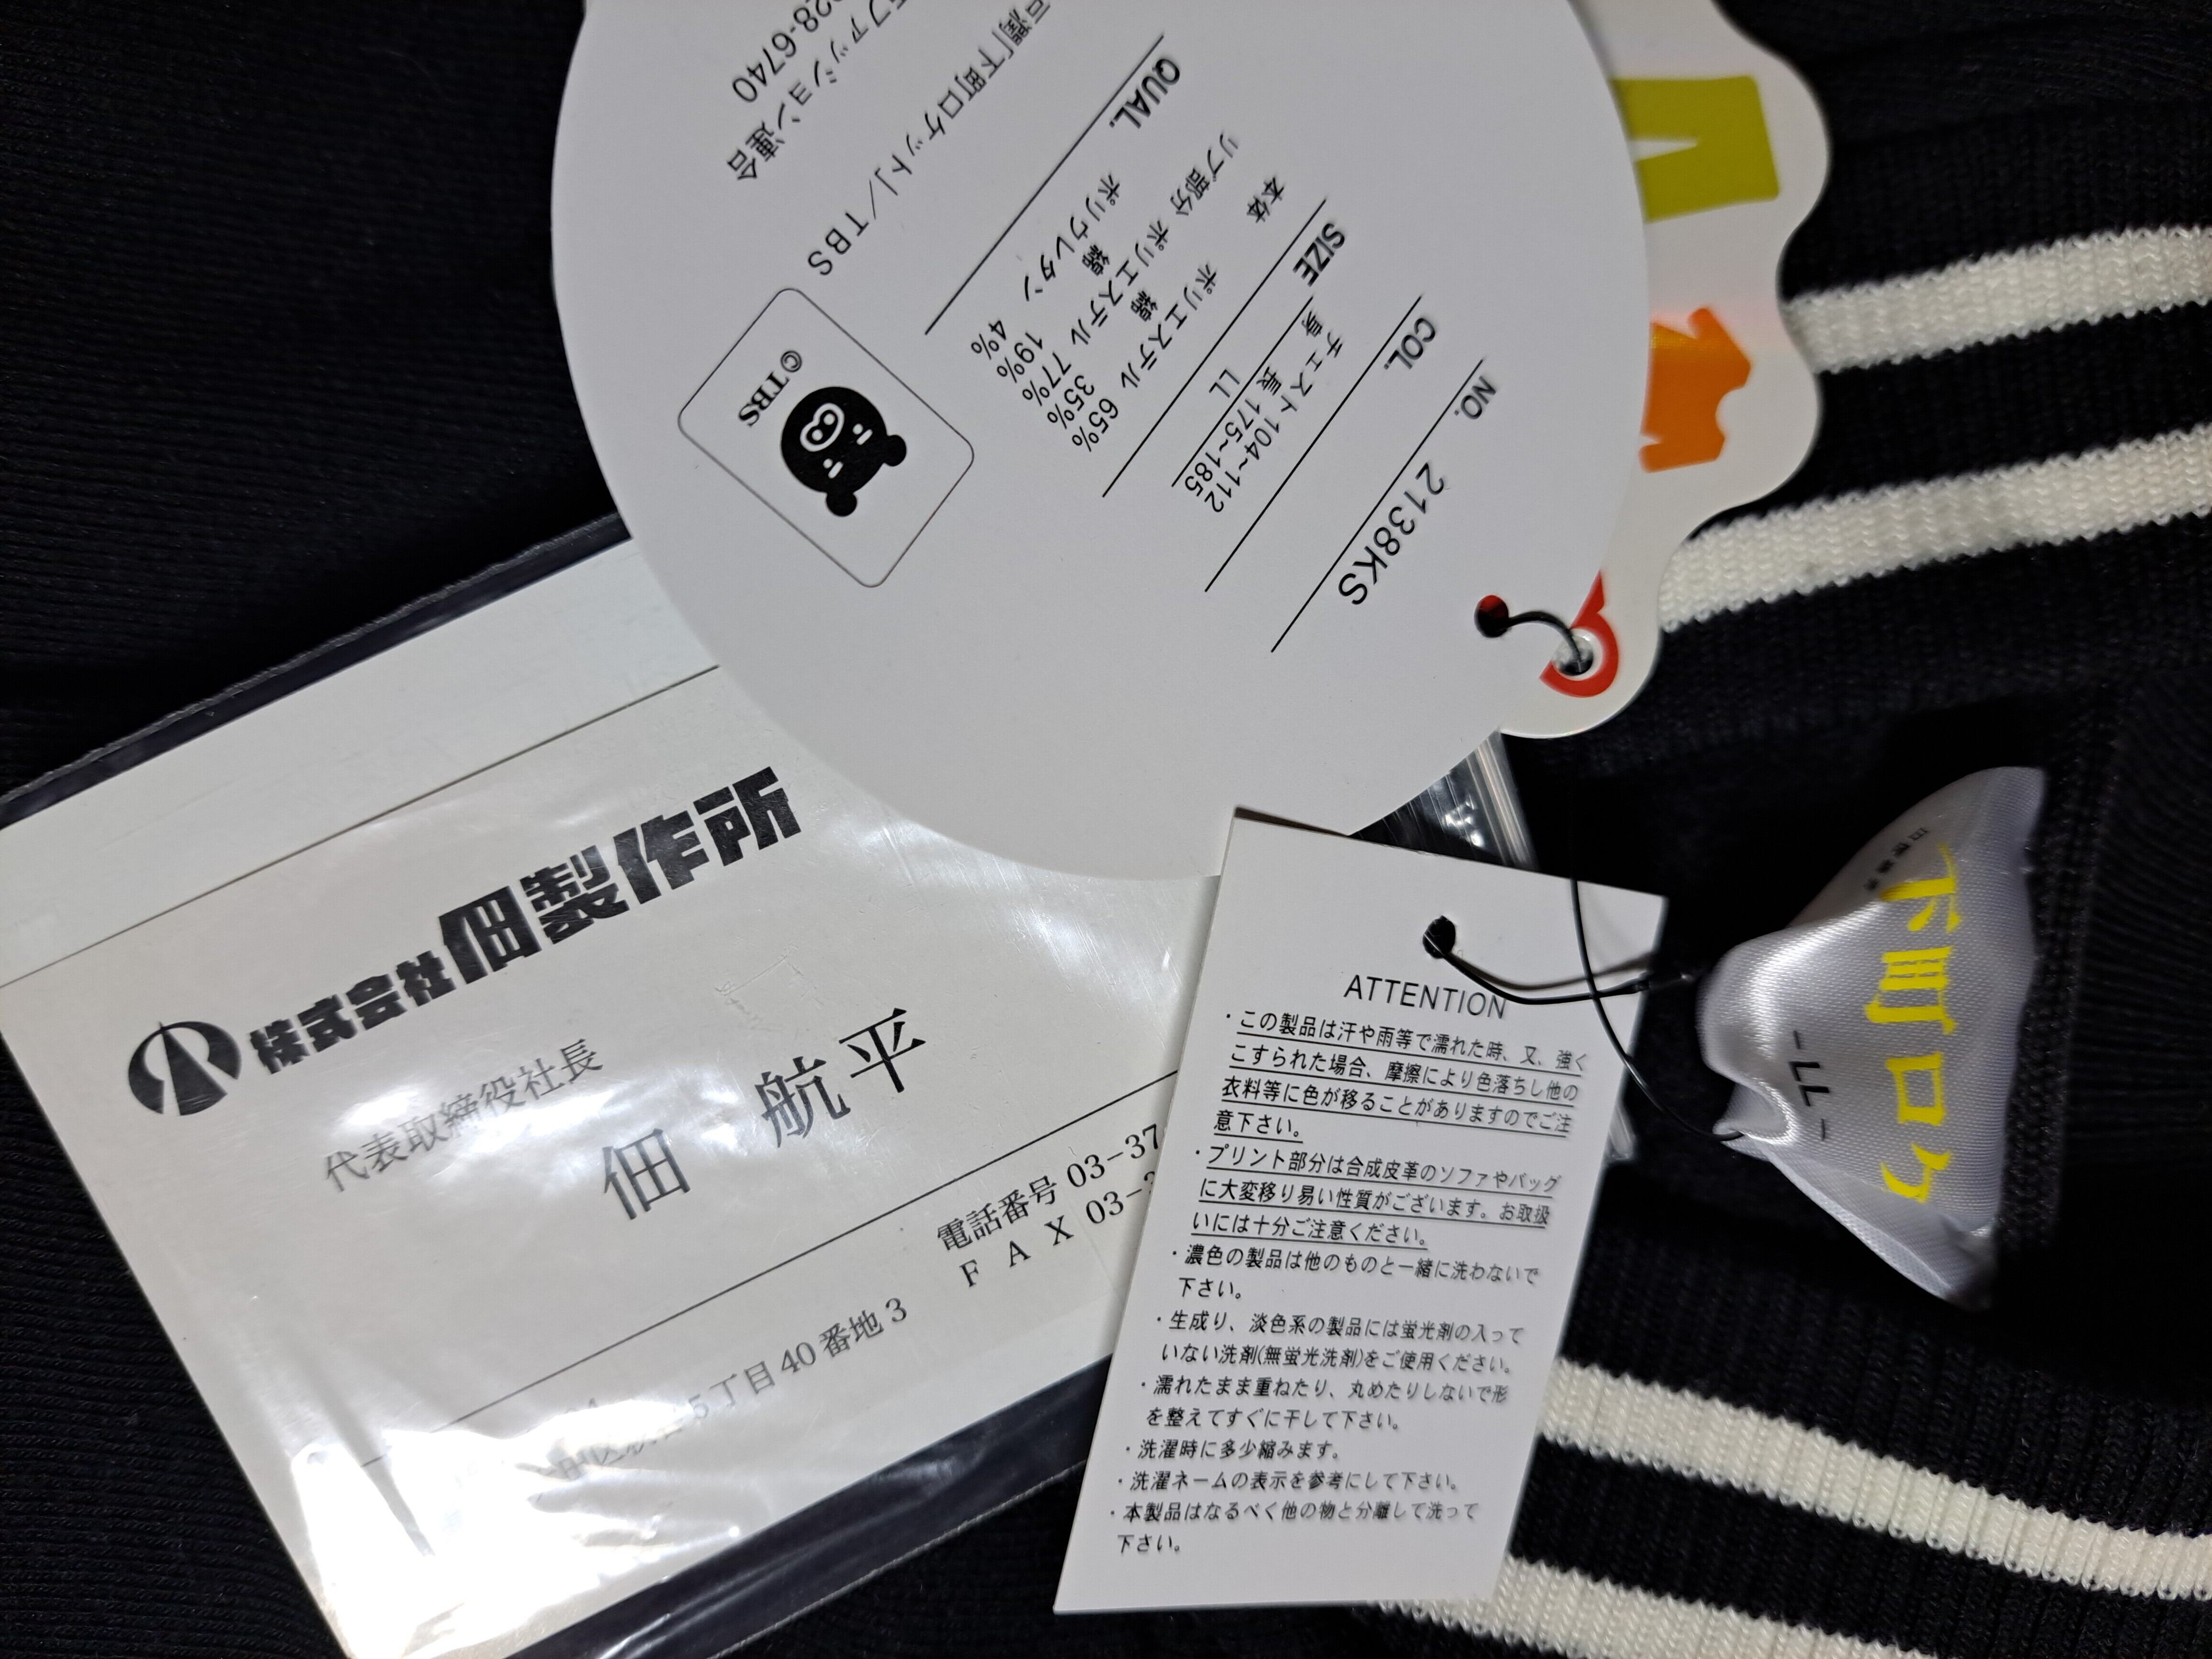 NO.
2138KS
COL.
SIZE
LL
身 長 175~185
チェスト 104~112
QUAL.
本体 ポリエステル 65%
綿 35%
リブ部分 ポリエステル 77%
綿 19%
ポリウレタン 4%
「下町ロケット」/TBS
ファッション連合
28-6740
©TBS
株式会社佃製作所
代表取締役社長
佃 航平
電話番号 03-37
FAX 03-3
5丁目40番地3
ATTENTION
・この製品は汗や雨等で濡れた時、又、強く
こすられた場合、摩擦により色落ちし他の
衣料等に色が移ることがありますのでご注
意下さい。
・プリント部分は合成皮革のソファやバッグ
に大変移り易い性質がございます。お取扱
いには十分ご注意ください。
・濃色の製品は他のものと一緒に洗わないで
下さい。
・生成り、淡色系の製品には蛍光剤の入って
いない洗剤(無蛍光洗剤)をご使用ください。
・濡れたまま重ねたり、丸めたりしないで形
を整えてすぐに干して下さい。
・洗濯時に多少縮みます。
・洗濯ネームの表示を参考にして下さい。
・本製品はなるべく他の物と分離して洗って
下さい。
下町ロケ
-LL-